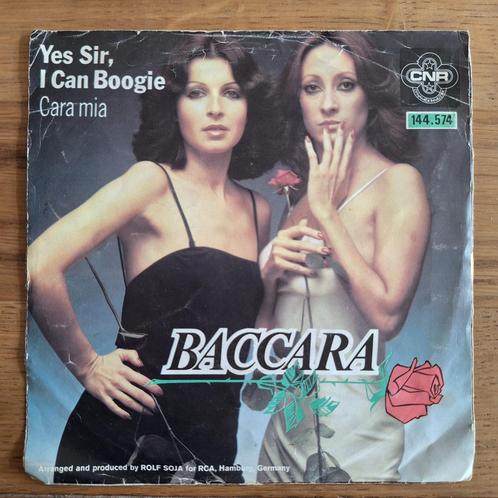 Yes Sir,
I Can Boogie
Cara mia
CNR
144.574
BACCARA
Arranged and produced by ROLF SOJA for RCA, Hamburg, Germany